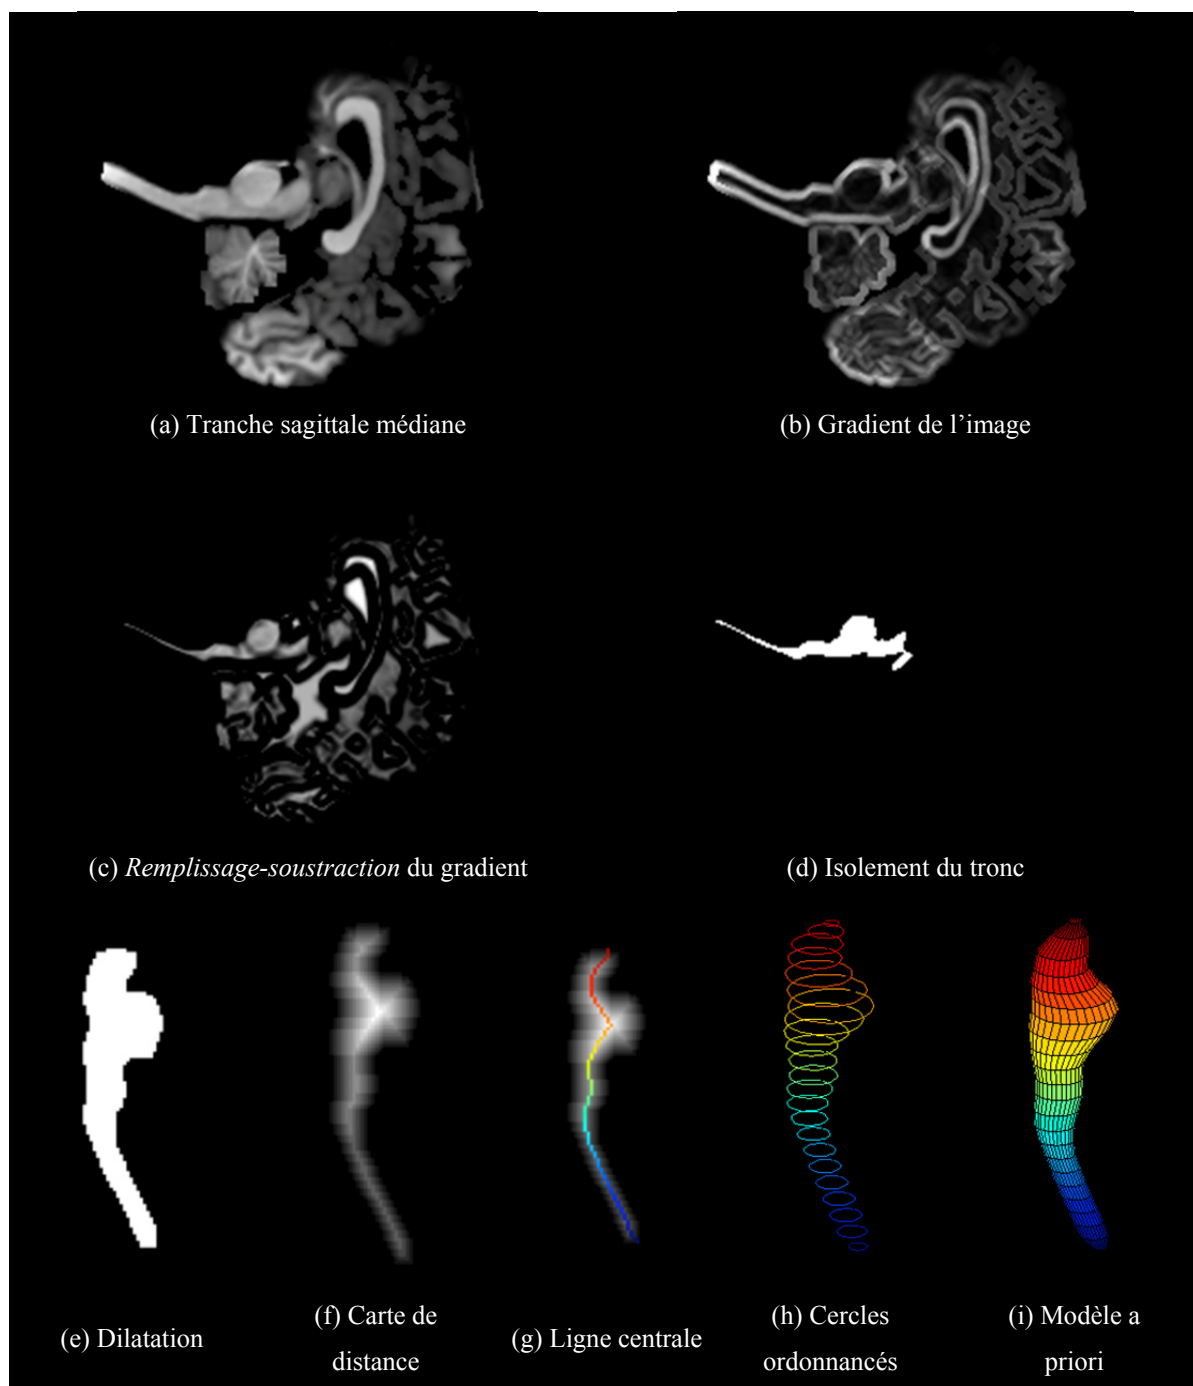 (a) Tranche sagittale médiane
(b) Gradient de l’image
(c) Remplissage-soustraction du gradient
(d) Isolement du tronc
(e) Dilatation
(f) Carte de
distance
(g) Ligne centrale
(h) Cercles
ordonnancés
(i) Modèle a
priori